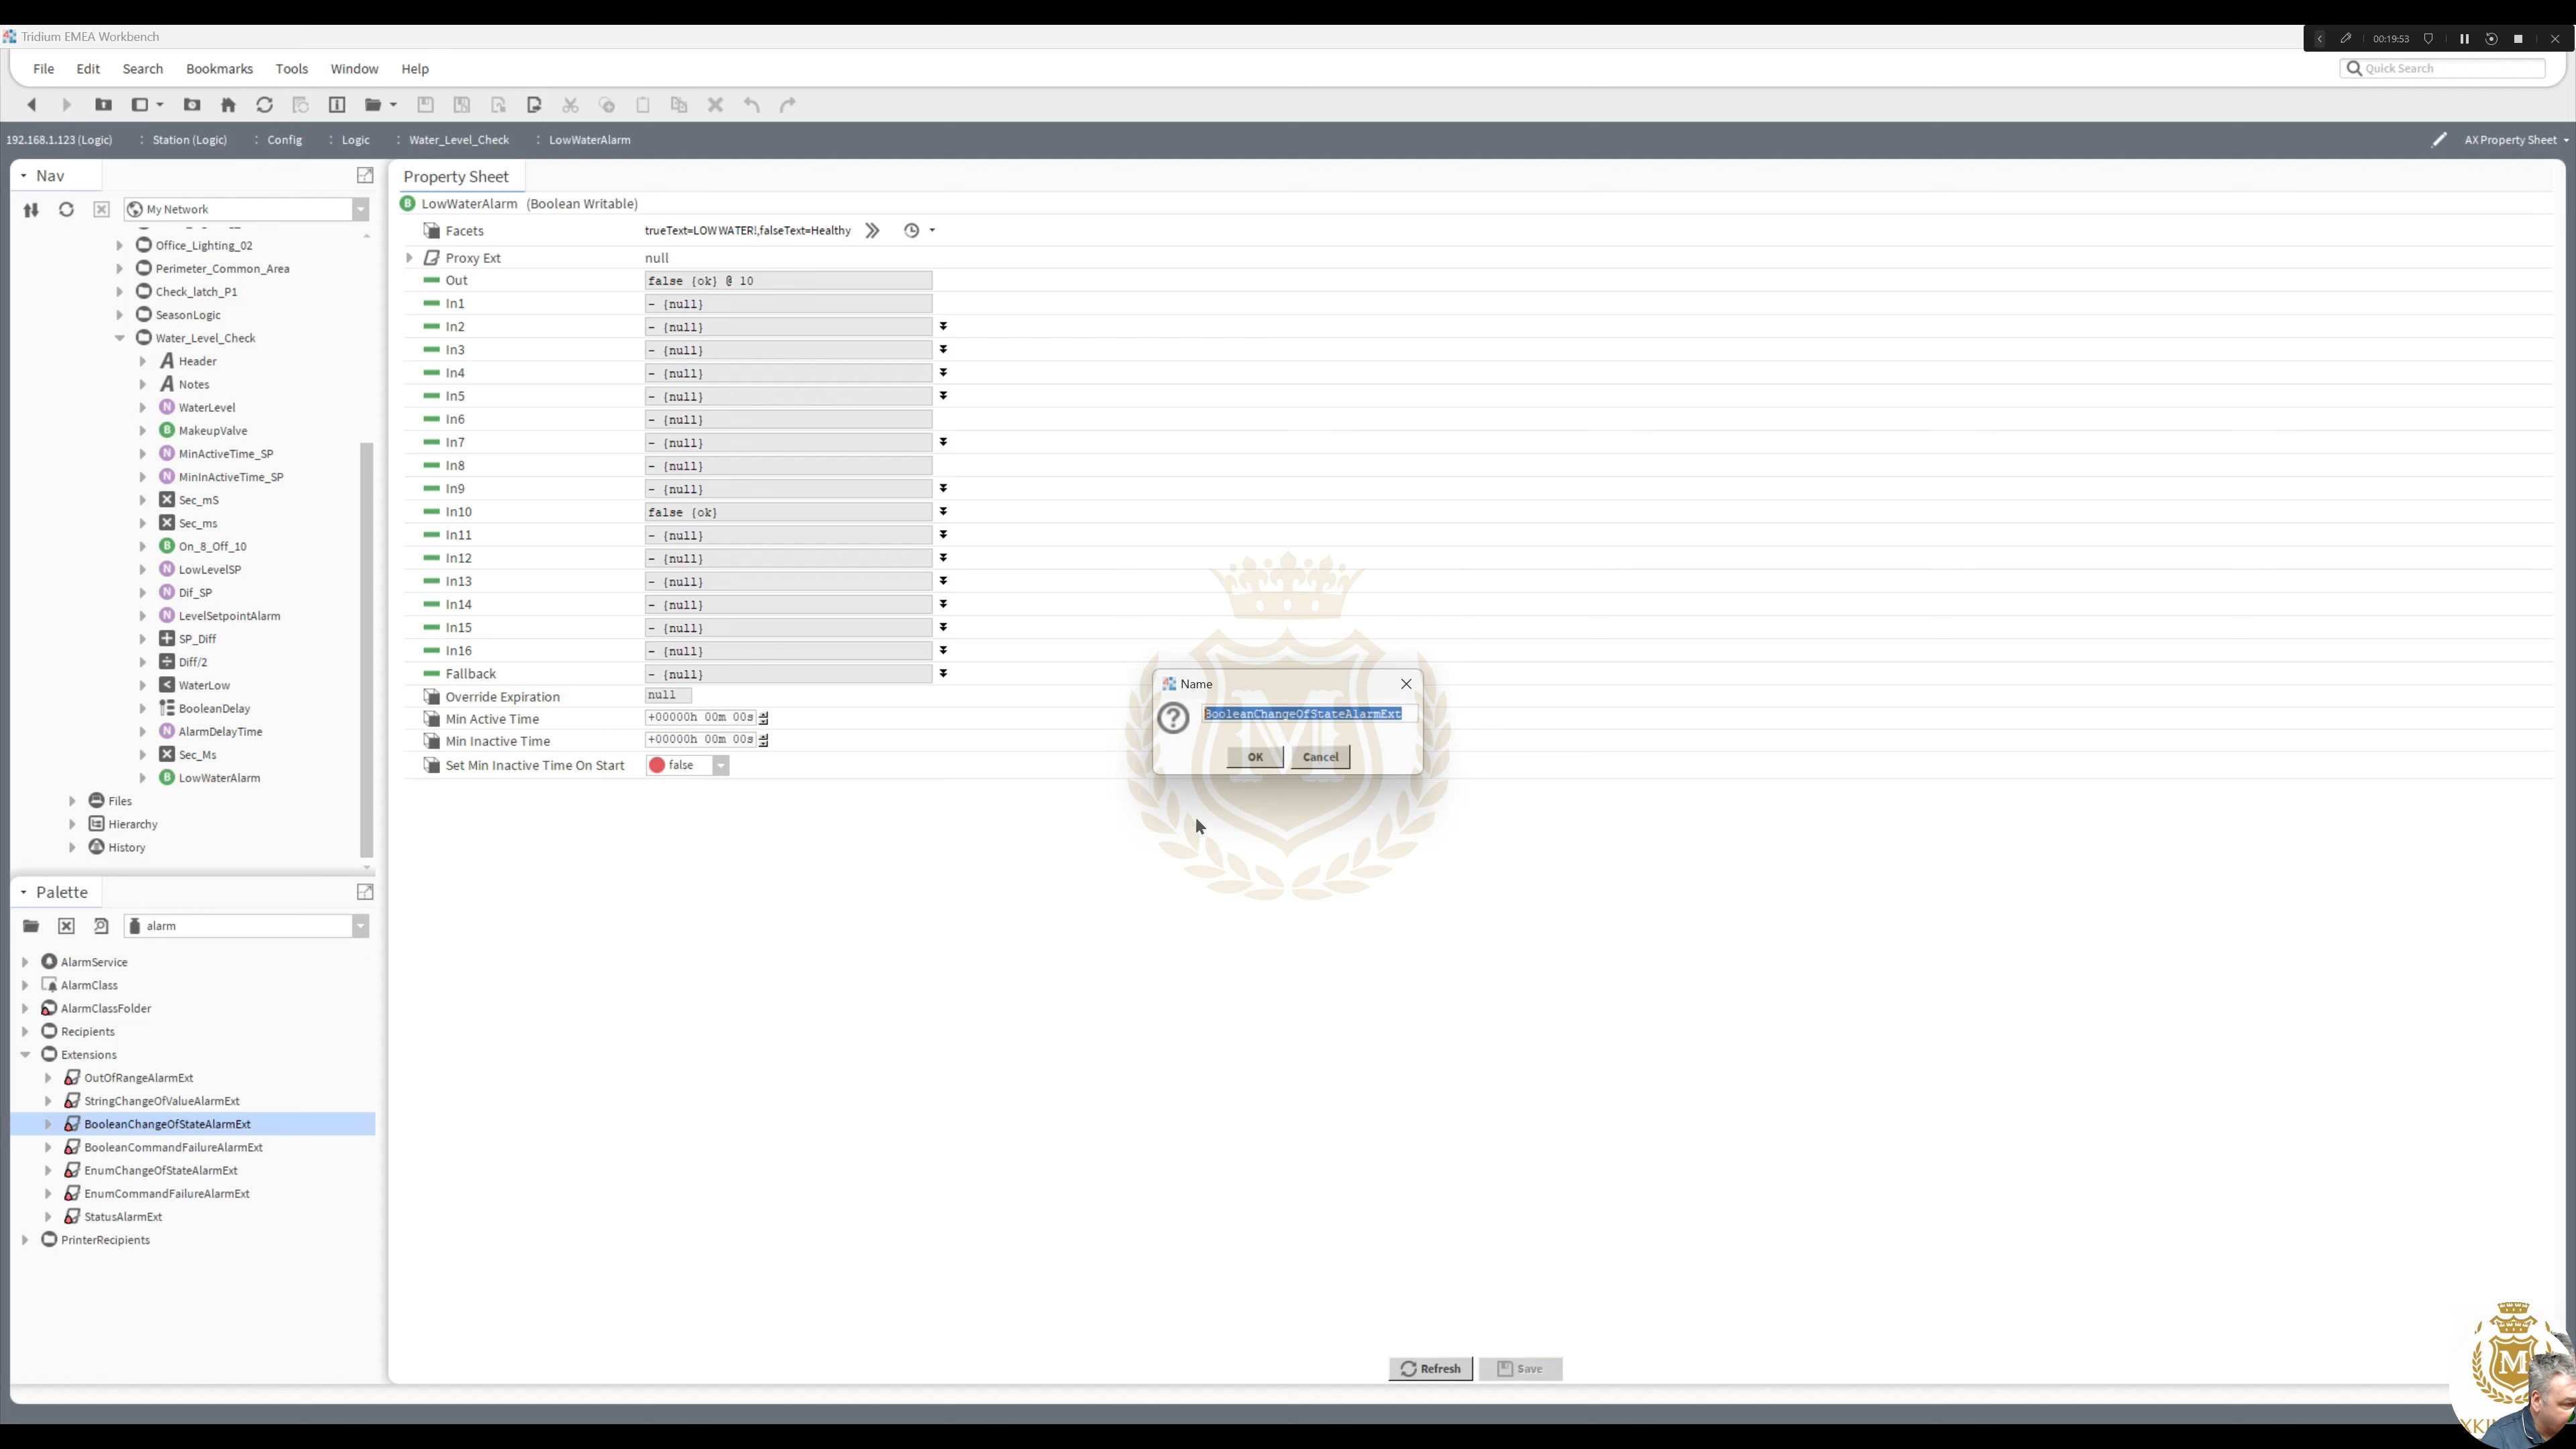 Tridium EMEA Workbench
00:19:53
File Edit Search Bookmarks Tools Window Help
Quick Search
192.168.1.123 (Logic) : Station (Logic) : Config : Logic : Water_Level_Check : LowWaterAlarm
AX Property Sheet
Nav
My Network
Office_Lighting_02
Perimeter_Common_Area
Check_latch_P1
SeasonLogic
Water_Level_Check
Header
Notes
WaterLevel
MakeupValve
MinActiveTime_SP
MinInActiveTime_SP
Sec_mS
Sec_ms
On_8_Off_10
LowLevelSP
Dif_SP
LevelSetpointAlarm
SP_Diff
Diff/2
WaterLow
BooleanDelay
AlarmDelayTime
Sec_Ms
LowWaterAlarm
Files
Hierarchy
History
Palette
alarm
AlarmService
AlarmClass
AlarmClassFolder
Recipients
Extensions
OutOfRangeAlarmExt
StringChangeOfValueAlarmExt
BooleanChangeOfStateAlarmExt
BooleanCommandFailureAlarmExt
EnumChangeOfStateAlarmExt
EnumCommandFailureAlarmExt
StatusAlarmExt
PrinterRecipients
Property Sheet
LowWaterAlarm (Boolean Writable)
Facets trueText=LOW WATER!,falseText=Healthy
Proxy Ext null
Out false {ok} @ 10
In1 - {null}
In2 - {null}
In3 - {null}
In4 - {null}
In5 - {null}
In6 - {null}
In7 - {null}
In8 - {null}
In9 - {null}
In10 false {ok}
In11 - {null}
In12 - {null}
In13 - {null}
In14 - {null}
In15 - {null}
In16 - {null}
Fallback - {null}
Override Expiration null
Min Active Time +00000h 00m 00s
Min Inactive Time +00000h 00m 00s
Set Min Inactive Time On Start false
Name
BooleanChangeOfStateAlarmExt
OK Cancel
Refresh Save